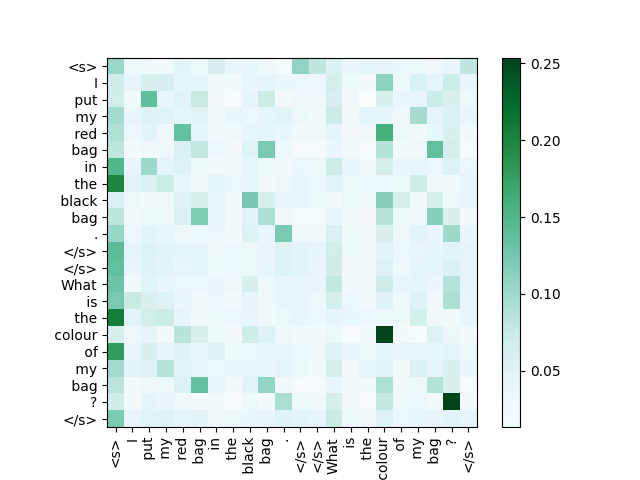 <s>
I
put
my
red
bag
in
the
black
bag
.
</s>
</s>
What
is
the
colour
of
my
bag
?
</s>
<s>
I
put
my
red
bag
in
the
black
bag
.
</s>
</s>
What
is
the
colour
of
my
bag
?
</s>
0.25
0.20
0.15
0.10
0.05